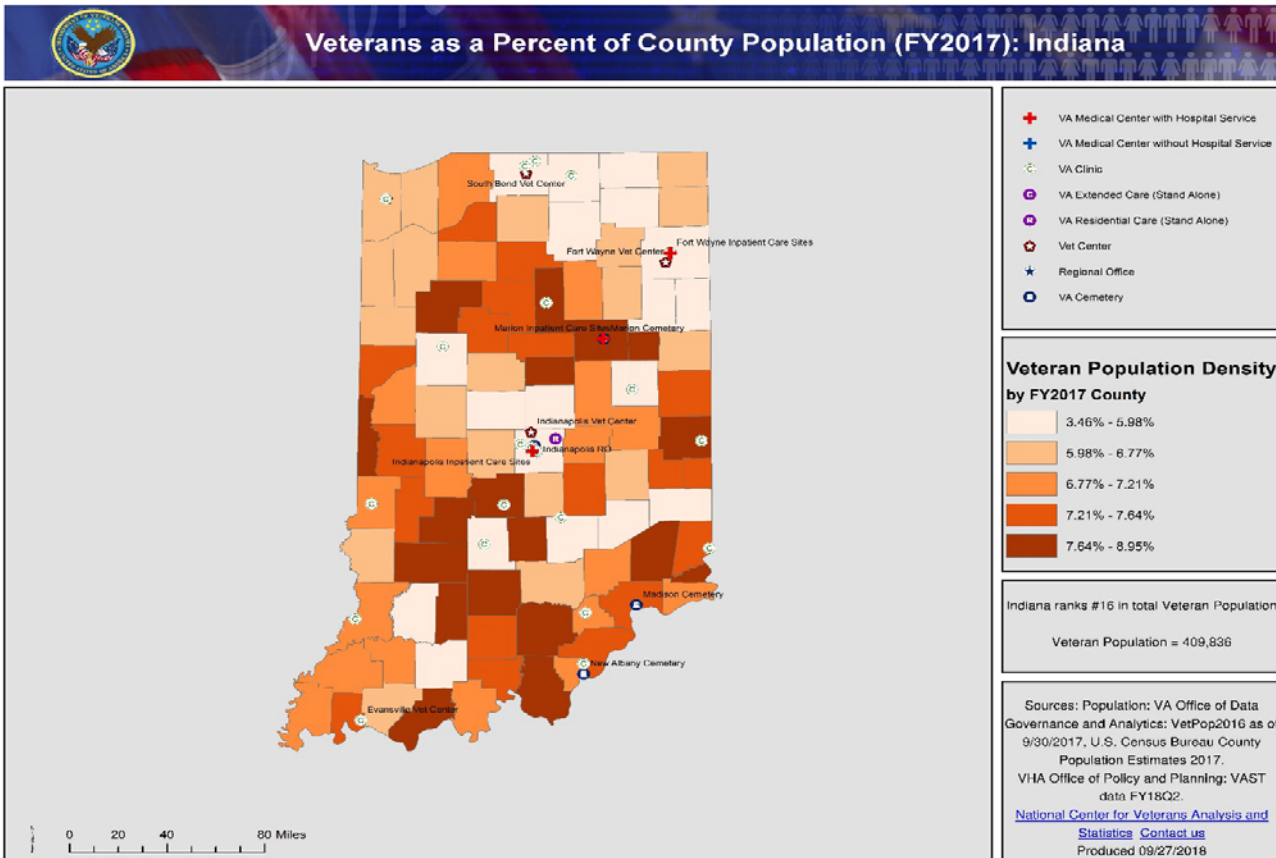 Veterans as a Percent of County Population (FY2017): Indiana
VA Medical Center with Hospital Service
VA Medical Center without Hospital Service
VA Clinic
VA Extended Care (Stand Alone)
VA Residential Care (Stand Alone)
Vet Center
Regional Office
VA Cemetery
South Bend Vet Center
Fort Wayne Vet Center
Fort Wayne Inpatient Care Sites
Marion Inpatient Care Sites
Marion Cemetery
Indianapolis Vet Center
Indianapolis RO
Indianapolis Inpatient Care Sites
Madison Cemetery
New Albany Cemetery
Evansville Vet Center
Veteran Population Density
by FY2017 County
3.46% - 5.98%
5.98% - 6.77%
6.77% - 7.21%
7.21% - 7.64%
7.64% - 8.95%
Indiana ranks #16 in total Veteran Population
Veteran Population = 409,836
Sources: Population: VA Office of Data
Governance and Analytics: VetPop2016 as of
9/30/2017, U.S. Census Bureau County
Population Estimates 2017.
VHA Office of Policy and Planning: VAST
data FY18Q2.
National Center for Veterans Analysis and
Statistics Contact us
Produced 09/27/2018
0 20 40 80 Miles